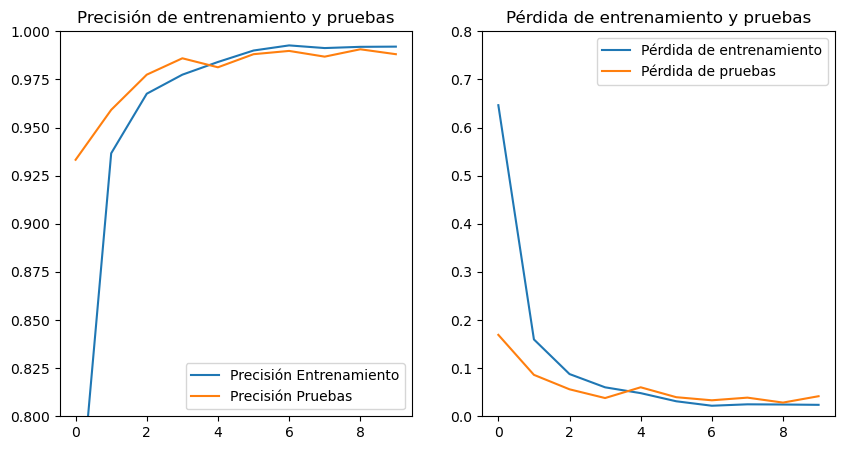 Precisión de entrenamiento y pruebas
1.000
0.975
0.950
0.925
0.900
0.875
0.850
0.825
0.800
0 2 4 6 8
Precisión Entrenamiento
Precisión Pruebas
Pérdida de entrenamiento y pruebas
0.8
0.7
0.6
0.5
0.4
0.3
0.2
0.1
0.0
0 2 4 6 8
Pérdida de entrenamiento
Pérdida de pruebas